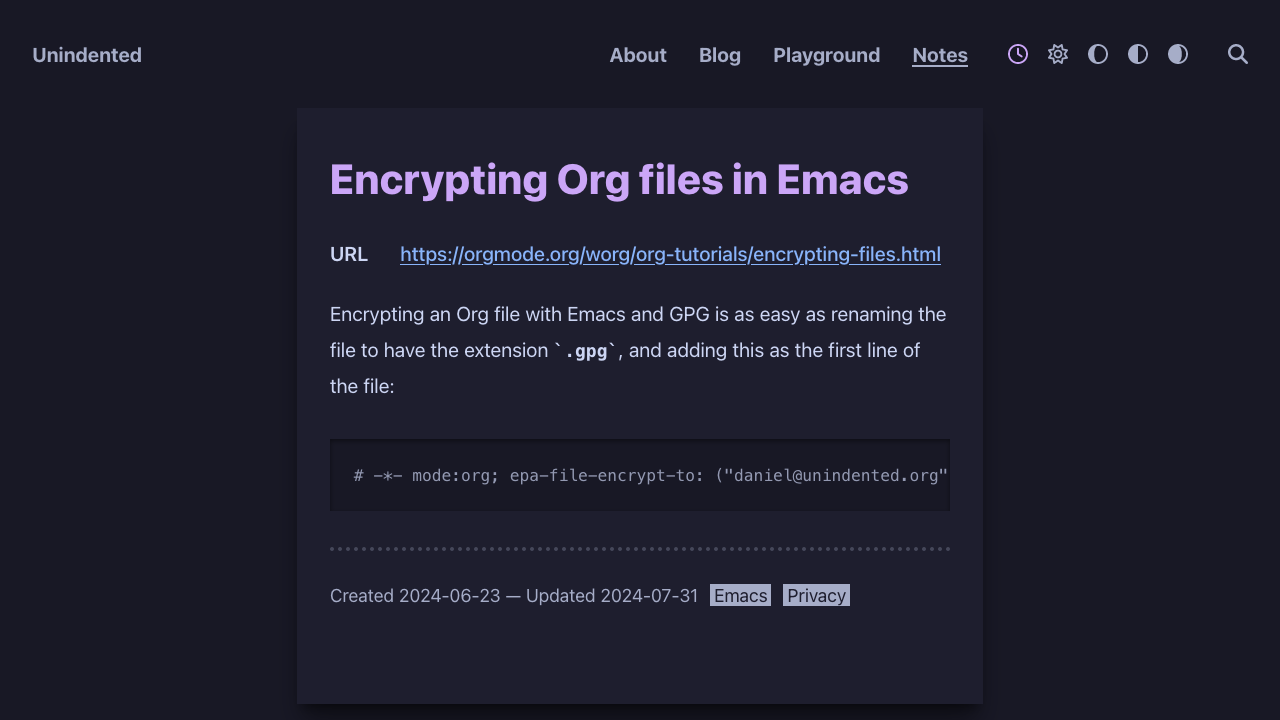 Unindented
About Blog Playground Notes
Encrypting Org files in Emacs
URL https://orgmode.org/worg/org-tutorials/encrypting-files.html
Encrypting an Org file with Emacs and GPG is as easy as renaming the
file to have the extension `.gpg`, and adding this as the first line of
the file:
# -*- mode:org; epa-file-encrypt-to: ("daniel@unindented.org"
Created 2024-06-23 — Updated 2024-07-31 Emacs Privacy